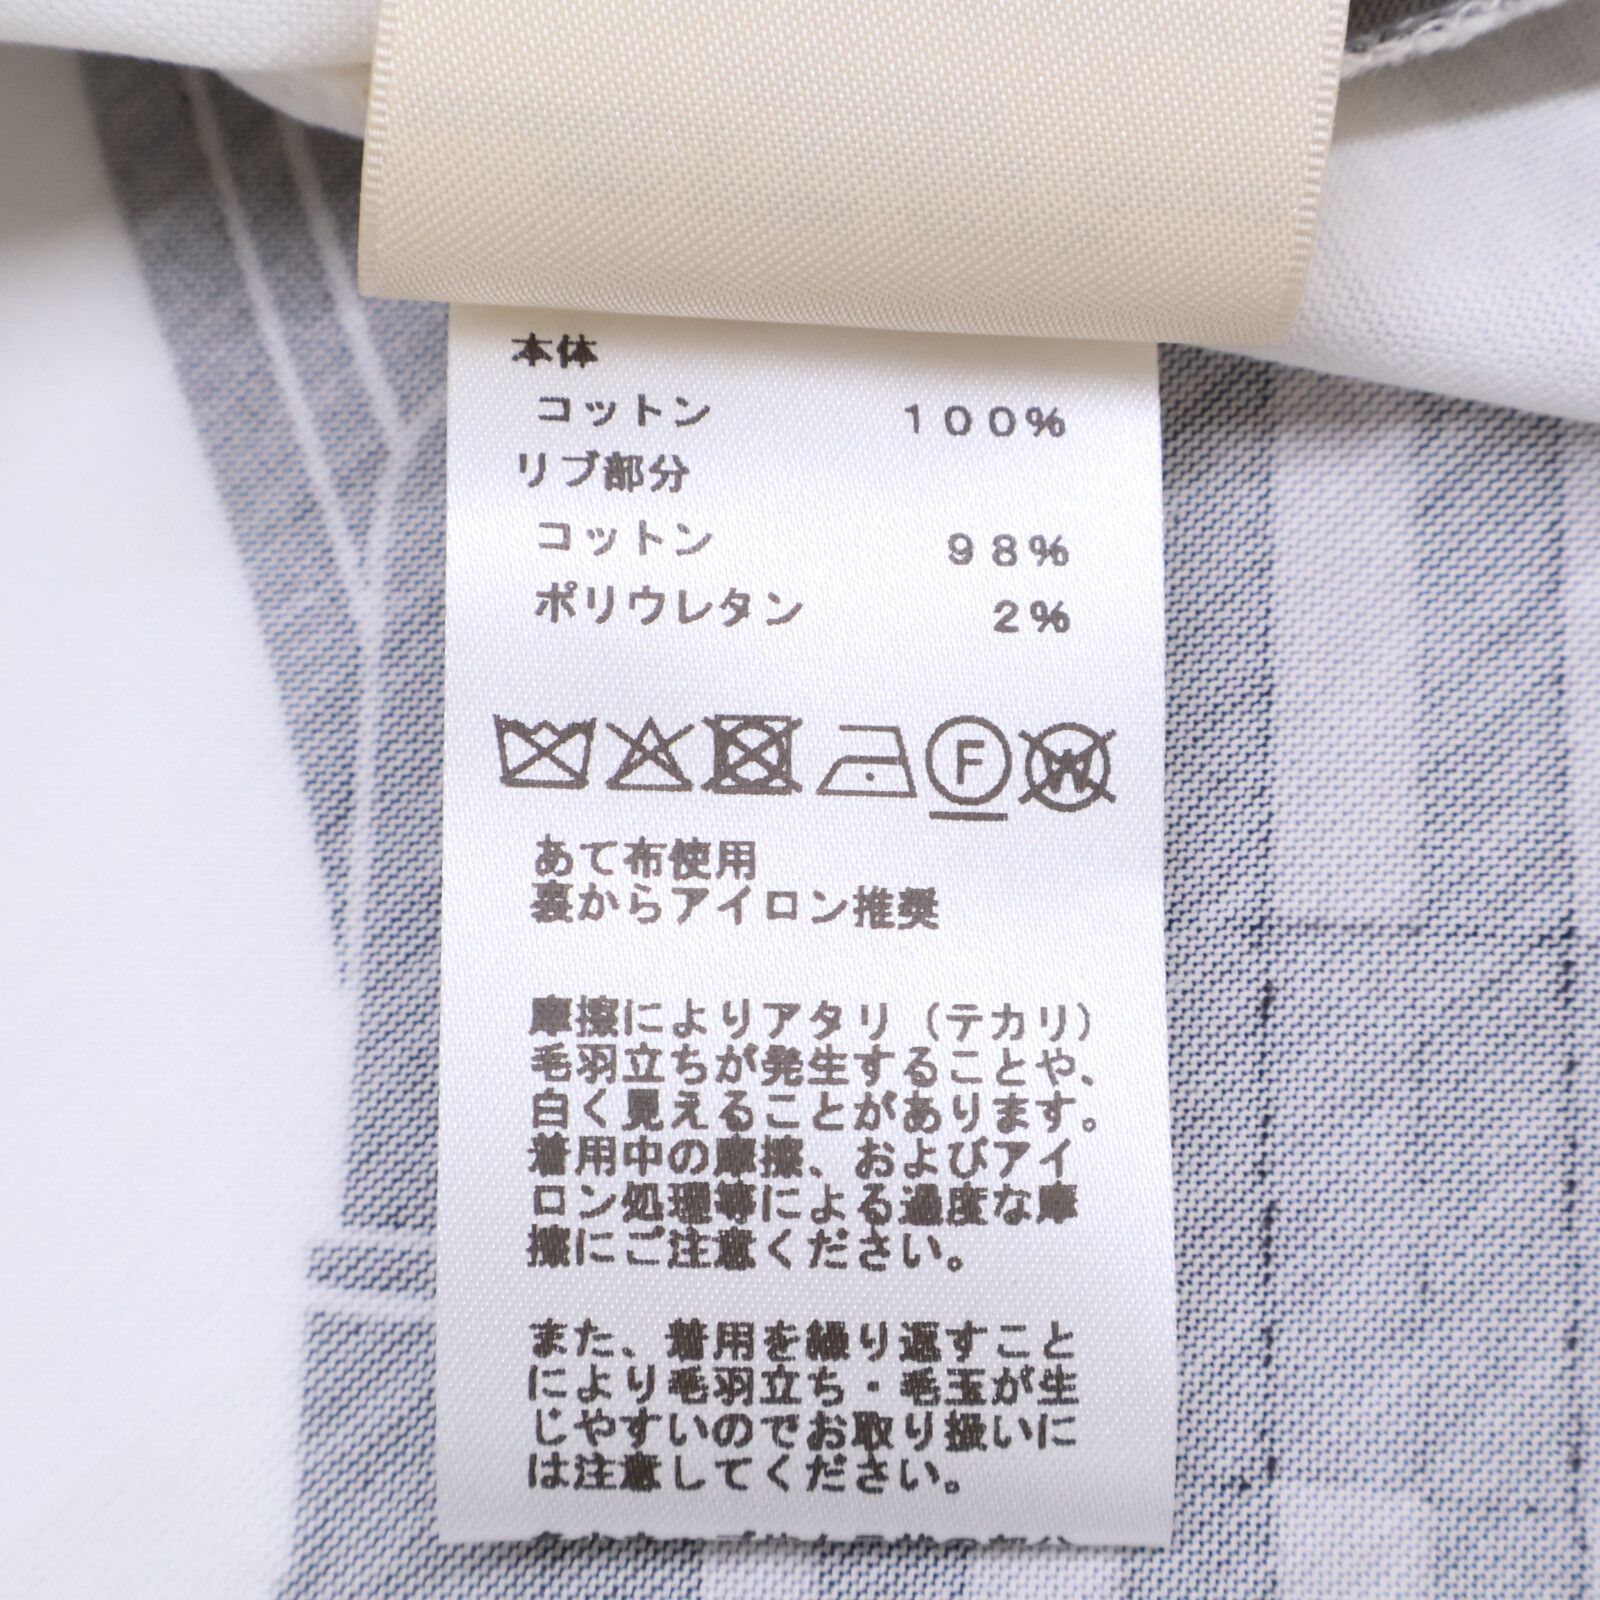 本体
コットン 100%
リブ部分
コットン 98%
ポリウレタン 2%
F W
あて布使用
裏からアイロン推奨
摩擦によりアタリ（テカリ）
毛羽立ちが発生することや、
白く見えることがあります。
着用中の摩擦、およびアイ
ロン処理等による過度な摩
擦にご注意ください。
また、着用を繰り返すこと
により毛羽立ち・毛玉が生
じやすいのでお取り扱いに
は注意してください。